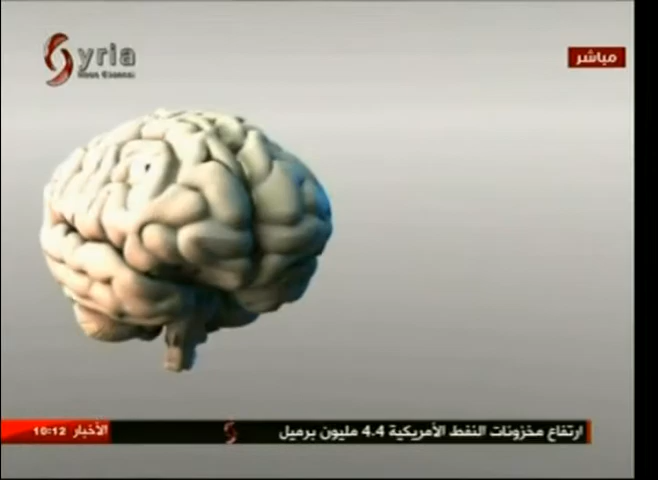 Syria
News Channel
مباشر
ارتفاع مخزونات النفط الأمريكية 4.4 مليون برميل
الأخبار 10:12